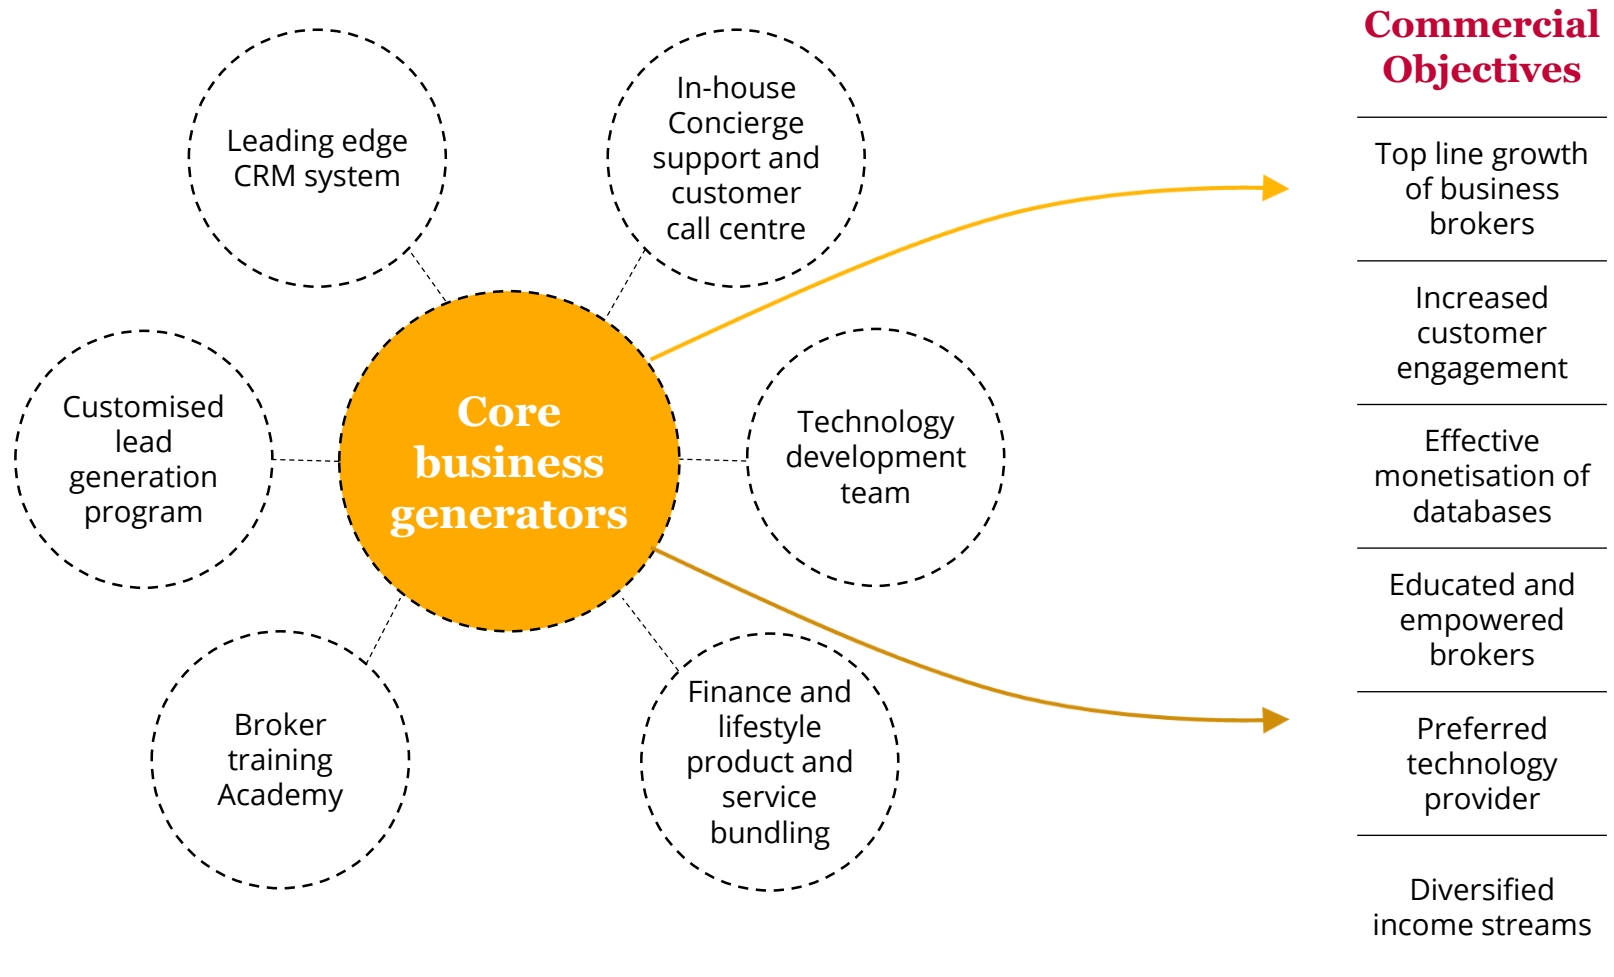 Leading edge
CRM system
In-house
Concierge
support and
customer
call centre
Customised
lead
generation
program
Core
business
generators
Technology
development
team
Broker
training
Academy
Finance and
lifestyle
product and
service
bundling
Commercial
Objectives
Top line growth
of business
brokers
Increased
customer
engagement
Effective
monetisation of
databases
Educated and
empowered
brokers
Preferred
technology
provider
Diversified
income streams